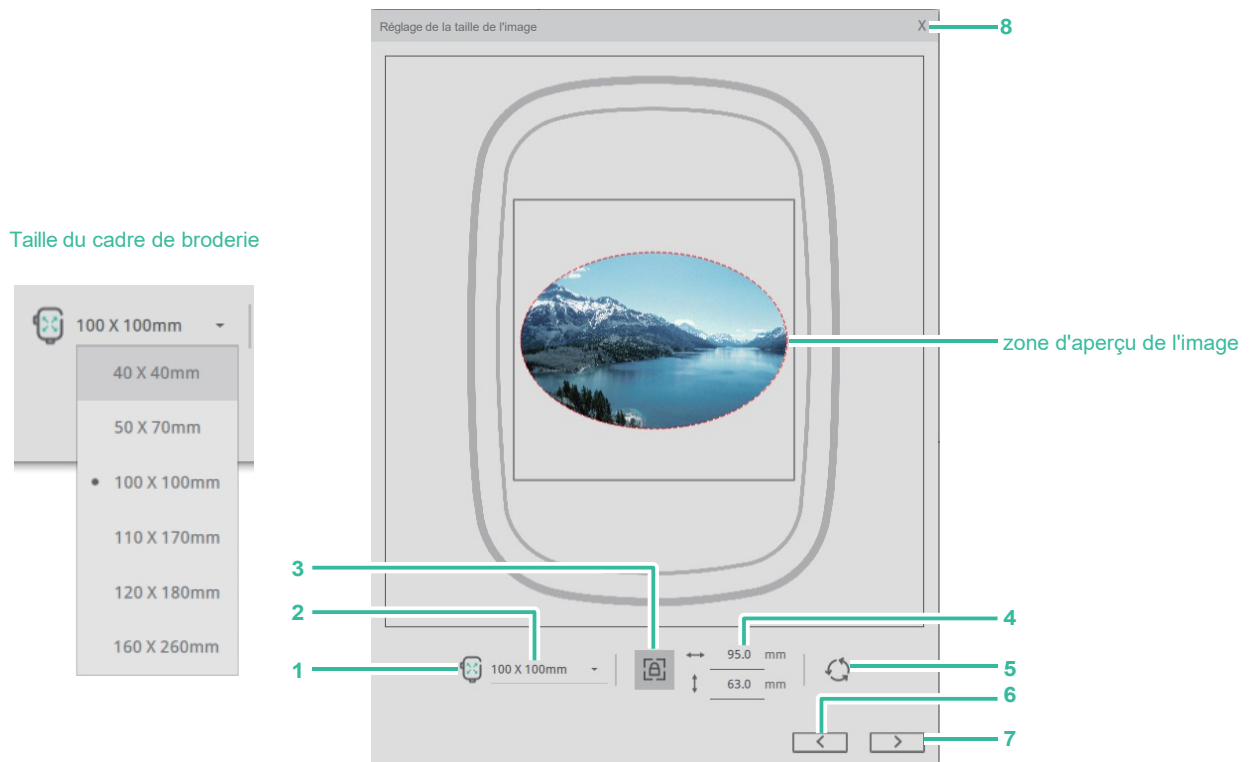 Réglage de la taille de l'image
X
8
Taille du cadre de broderie
100 X 100mm
40 X 40mm
50 X 70mm
100 X 100mm
110 X 170mm
120 X 180mm
160 X 260mm
zone d'aperçu de l'image
3
2
4
1
100 X 100mm
95.0 mm
63.0 mm
5
6
7